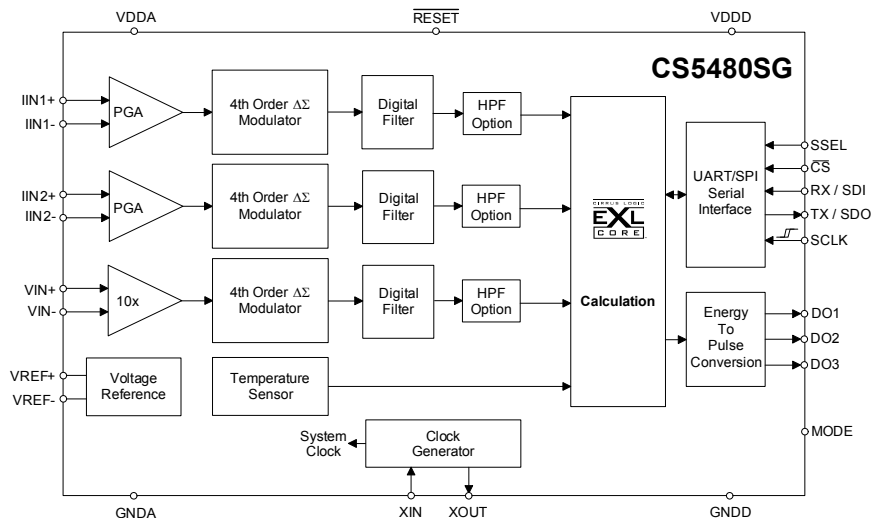 VDDA
RESET
VDDD
CS5480SG
IIN1+
IIN1-
PGA
4th Order ΔΣ
Modulator
Digital
Filter
HPF
Option
IIN2+
IIN2-
PGA
4th Order ΔΣ
Modulator
Digital
Filter
HPF
Option
VIN+
VIN-
10x
4th Order ΔΣ
Modulator
Digital
Filter
HPF
Option
VREF+
VREF-
Voltage
Reference
Temperature
Sensor
CIRRUS LOGIC
EXL
CORE
Calculation
UART/SPI
Serial
Interface
SSEL
CS
RX / SDI
TX / SDO
SCLK
Energy
To
Pulse
Conversion
DO1
DO2
DO3
MODE
System
Clock
Clock
Generator
GNDA
XIN
XOUT
GNDD